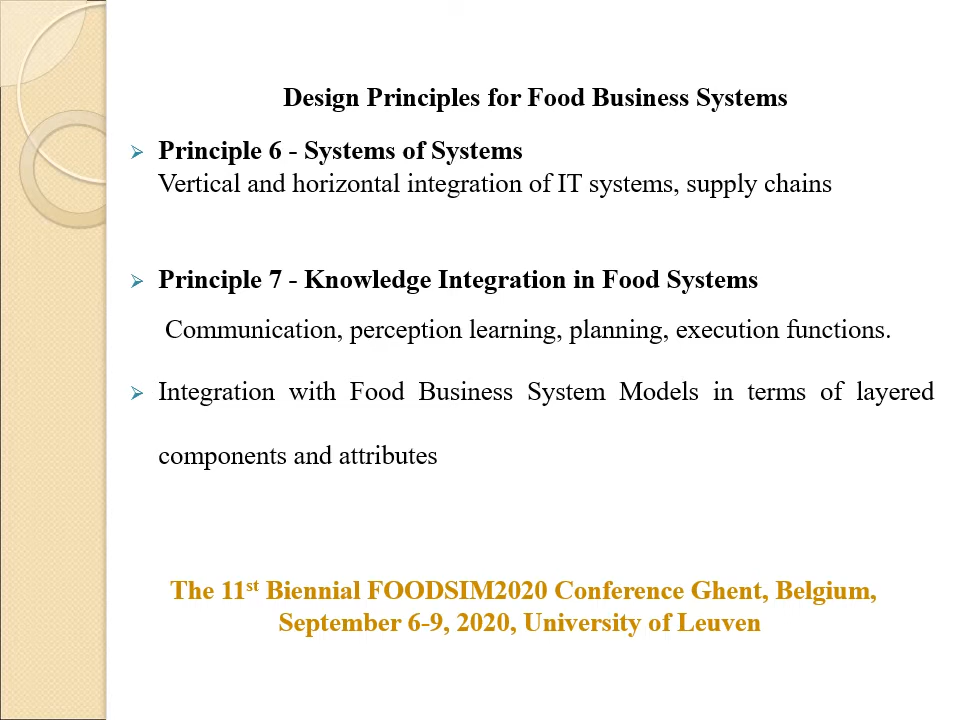 Design Principles for Food Business Systems
Principle 6 - Systems of Systems
Vertical and horizontal integration of IT systems, supply chains
Principle 7 - Knowledge Integration in Food Systems
Communication, perception learning, planning, execution functions.
Integration with Food Business System Models in terms of layered
components and attributes
The 11st Biennial FOODSIM2020 Conference Ghent, Belgium,
September 6-9, 2020, University of Leuven